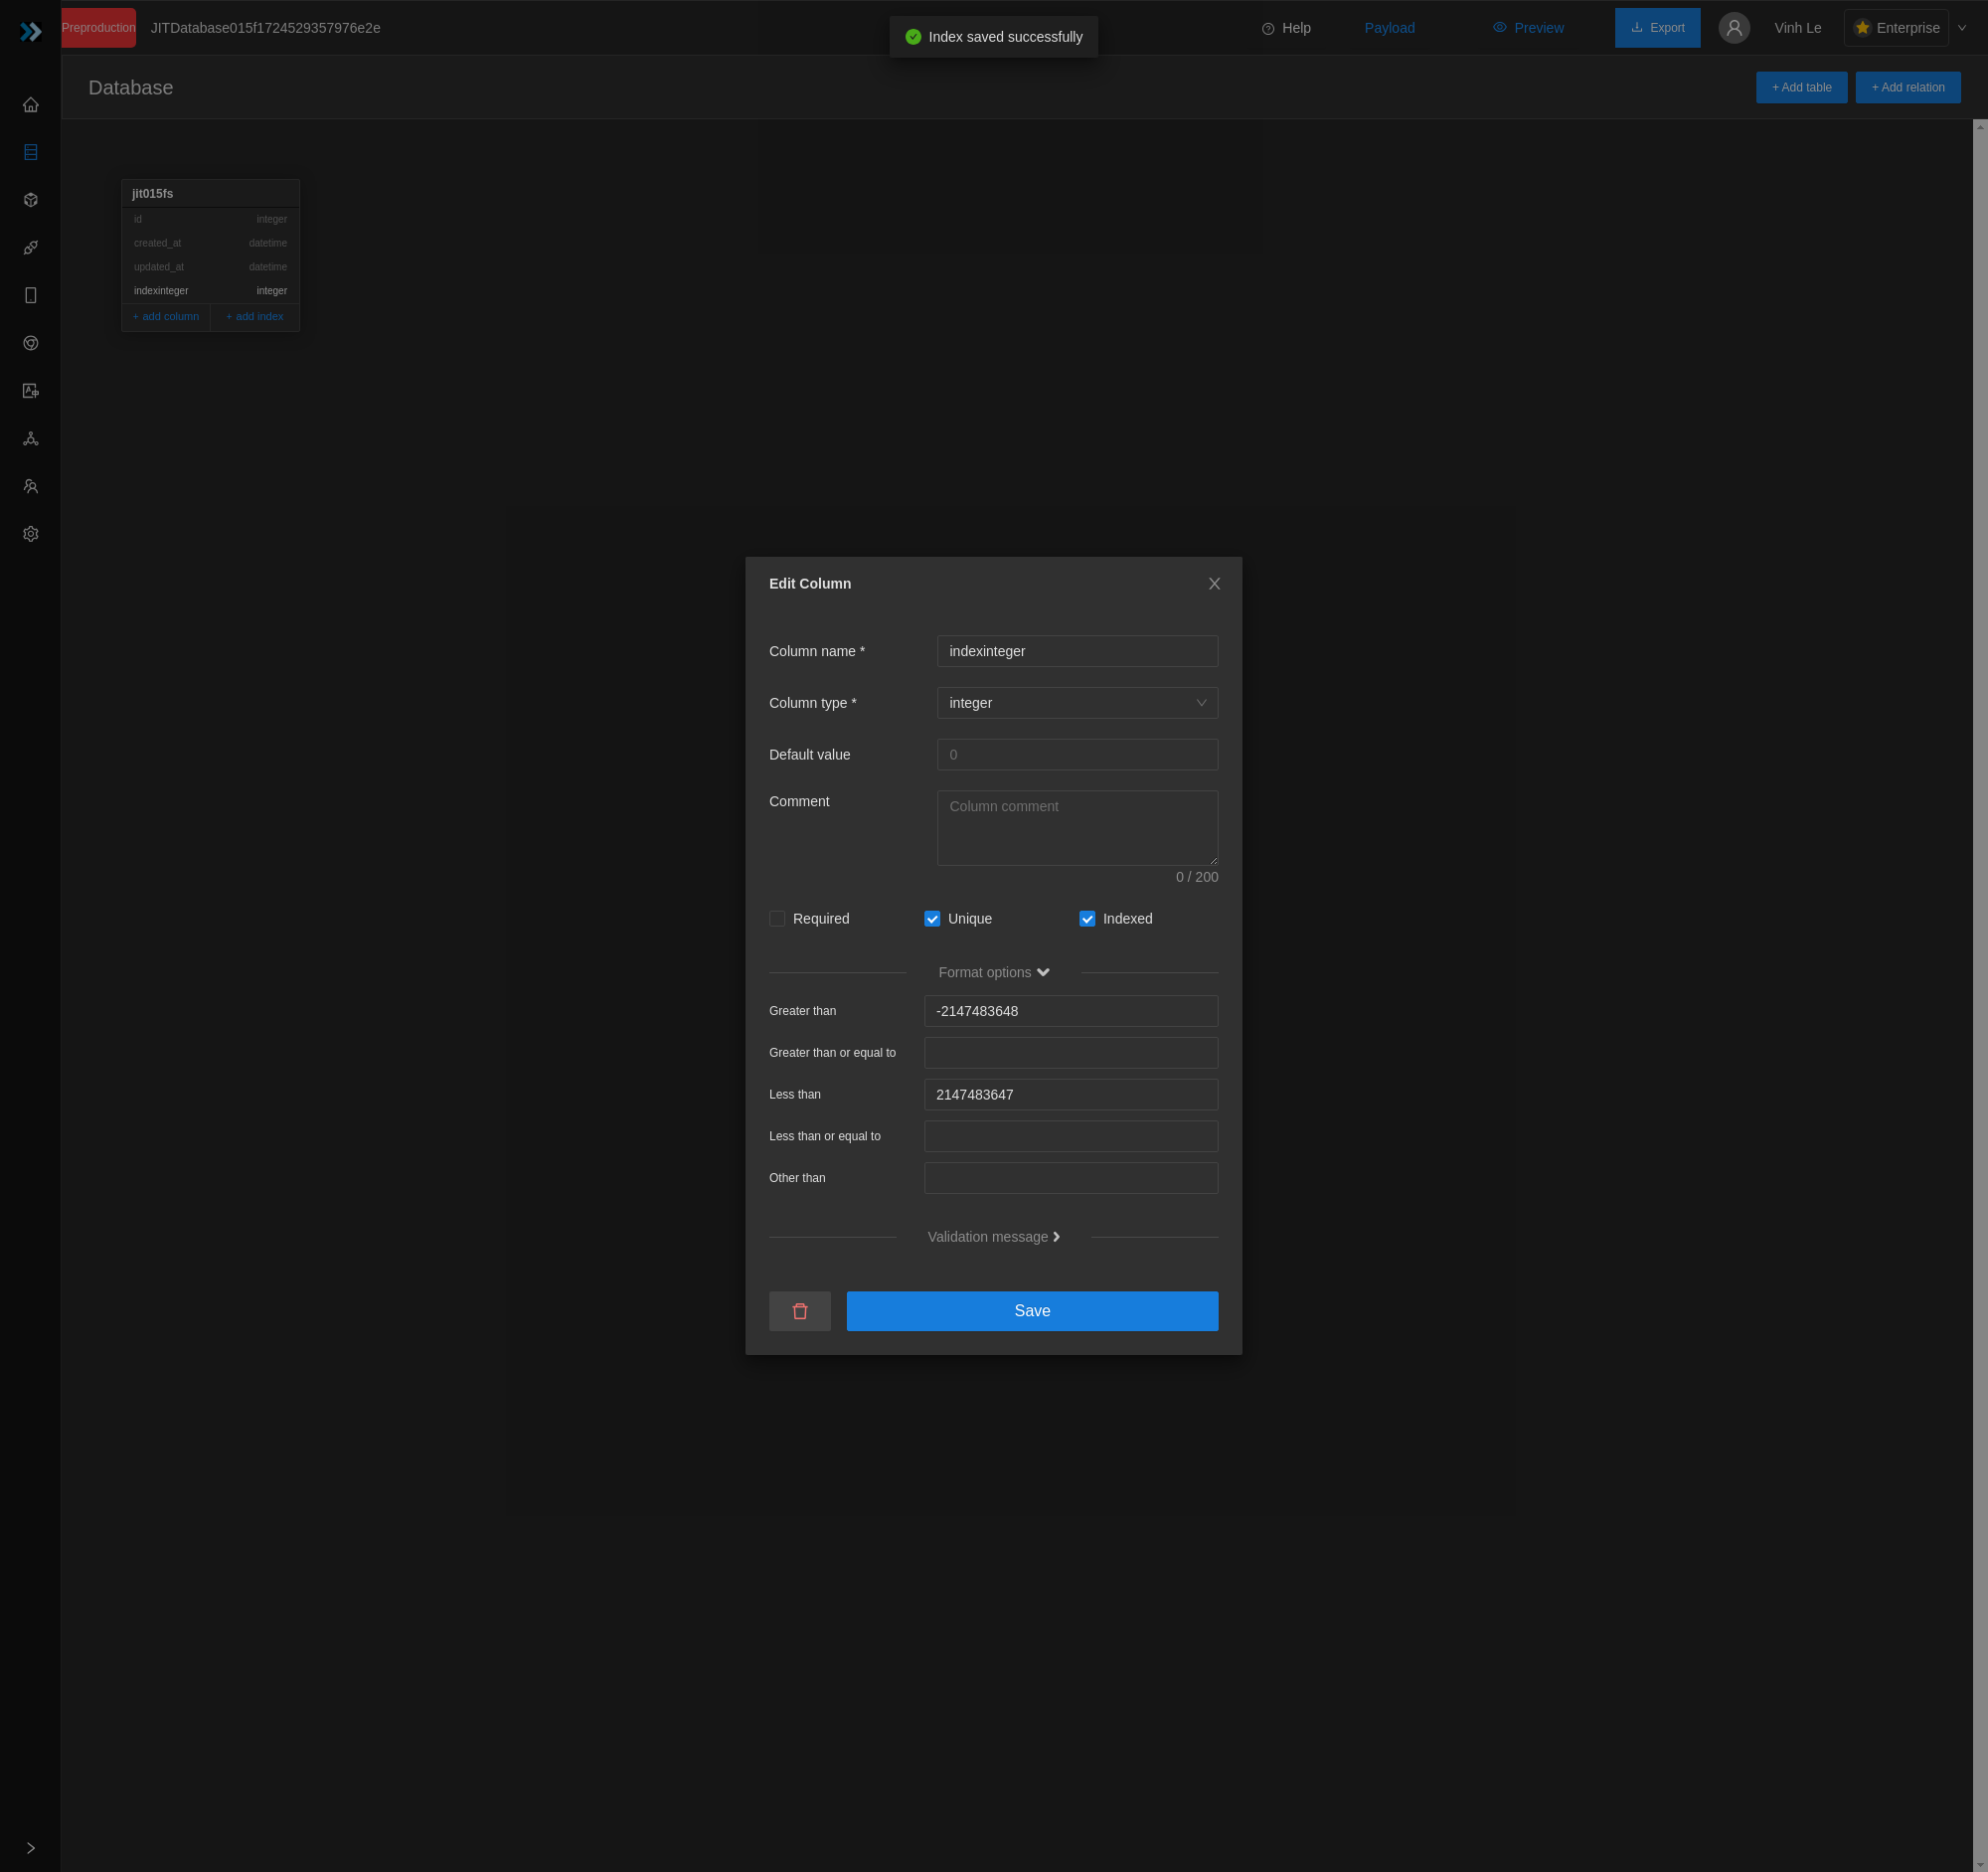 Preproduction JITDatabase015f1724529357976e2e Index saved successfully Help Payload Preview Export Vinh Le Enterprise
Database + Add table + Add relation
jit015fs
id integer
created_at datetime
updated_at datetime
indexinteger integer
+ add column + add index
Edit Column
Column name * indexinteger
Column type * integer
Default value 0
Comment Column comment
0 / 200
Required Unique Indexed
Format options
Greater than -2147483648
Greater than or equal to
Less than 2147483647
Less than or equal to
Other than
Validation message
Save